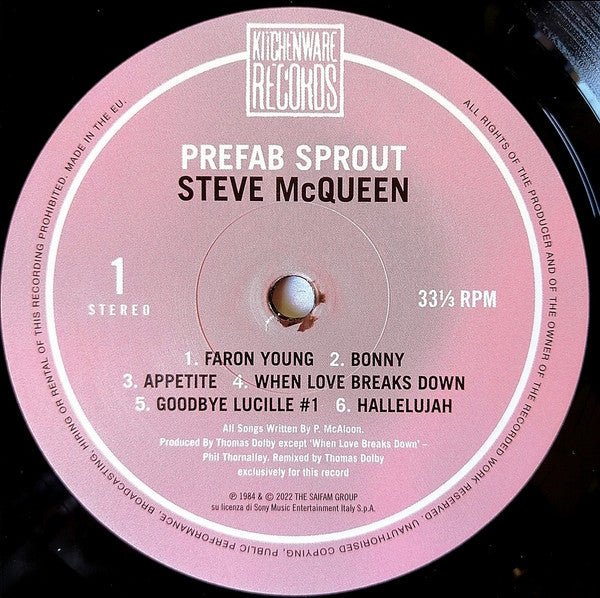 KITCHENWARE
RECORDS
PREFAB SPROUT
STEVE McQUEEN
1
STEREO
33⅓ RPM
1. FARON YOUNG 2. BONNY
3. APPETITE 4. WHEN LOVE BREAKS DOWN
5. GOODBYE LUCILLE #1 6. HALLELUJAH
All Songs Written By P. McAloon.
Produced By Thomas Dolby except 'When Love Breaks Down' –
Phil Thornalley. Remixed by Thomas Dolby
exclusively for this record
℗ 1984 & © 2022 THE SAIFAM GROUP
su licenza di Sony Music Entertainment Italy S.p.A.
ALL RIGHTS OF THE PRODUCER AND OF THE OWNER OF THE RECORDED WORK RESERVED. UNAUTHORISED COPYING, PUBLIC PERFORMANCE, BROADCASTING, HIRING OR RENTAL OF THIS RECORDING PROHIBITED. MADE IN THE EU.